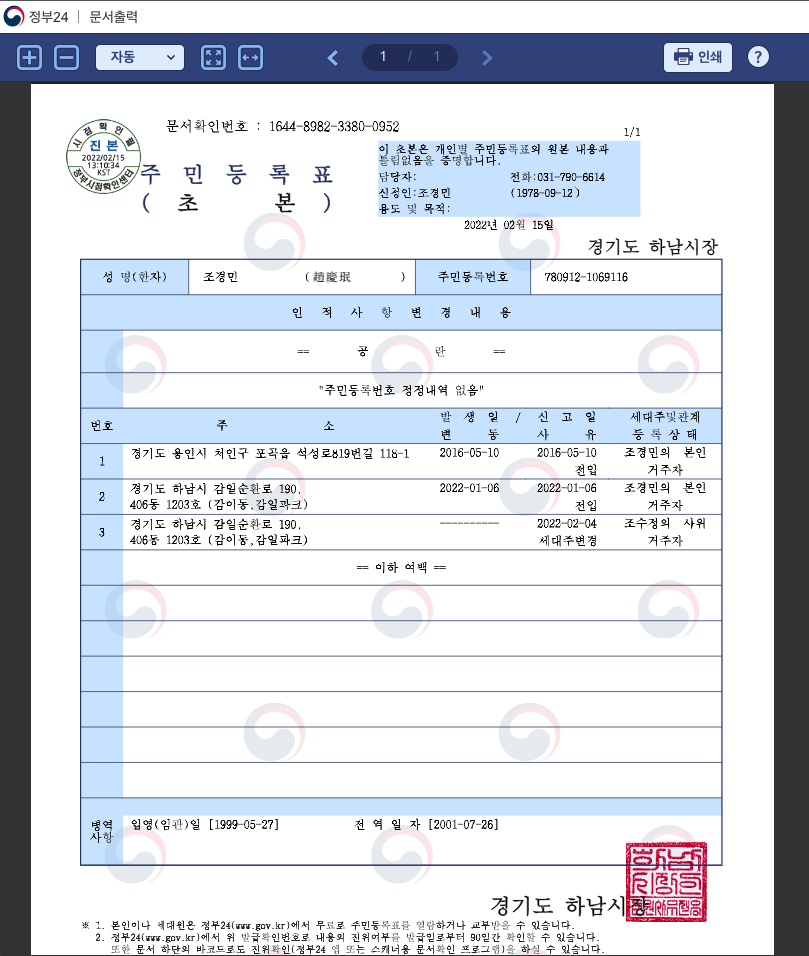 정부24 | 문서출력
자동
1 / 1
인쇄
?
시점확인필
진본
2022/02/15
13:10:34
KST
정부시점확인센터
문서확인번호 : 1644-8982-3380-0952
1/1
주 민 등 록 표
( 초 본 )
이 초본은 개인별 주민등록표의 원본 내용과
틀림없음을 증명합니다.
담당자: 전화:031-790-6614
신청인:조경민 (1978-09-12)
용도 및 목적:
2022년 02월 15일
경기도 하남시장
성 명(한자) 조경민 (趙慶珉 ) 주민등록번호 780912-1069116
인 적 사 항 변 경 내 용
== 공 란 ==
"주민등록번호 정정내역 없음"
번호 주 소 발 생 일 / 신 고 일 세대주및관계
변 동 사 유 등 록 상 태
1 경기도 용인시 처인구 포곡읍 석성로819번길 118-1 2016-05-10 2016-05-10 조경민의 본인
전입 거주자
2 경기도 하남시 감일순환로 190, 2022-01-06 2022-01-06 조경민의 본인
406동 1203호 (감이동,감일파크) 전입 거주자
3 경기도 하남시 감일순환로 190, ---------- 2022-02-04 조수정의 사위
406동 1203호 (감이동,감일파크) 세대주변경 거주자
== 이하 여백 ==
병역 입영(임관)일 [1999-05-27] 전 역 일 자 [2001-07-26]
사항
경기도 하남시장
※ 1. 본인이나 세대원은 정부24(www.gov.kr)에서 무료로 주민등록표를 열람하거나 교부받을 수 있습니다.
2. 정부24(www.gov.kr)에서 위 발급확인번호로 내용의 진위여부를 발급일로부터 90일간 확인할 수 있습니다.
또한 문서 하단의 바코드로도 진위확인(정부24 앱 또는 스캐너용 문서확인 프로그램)을 하실 수 있습니다.